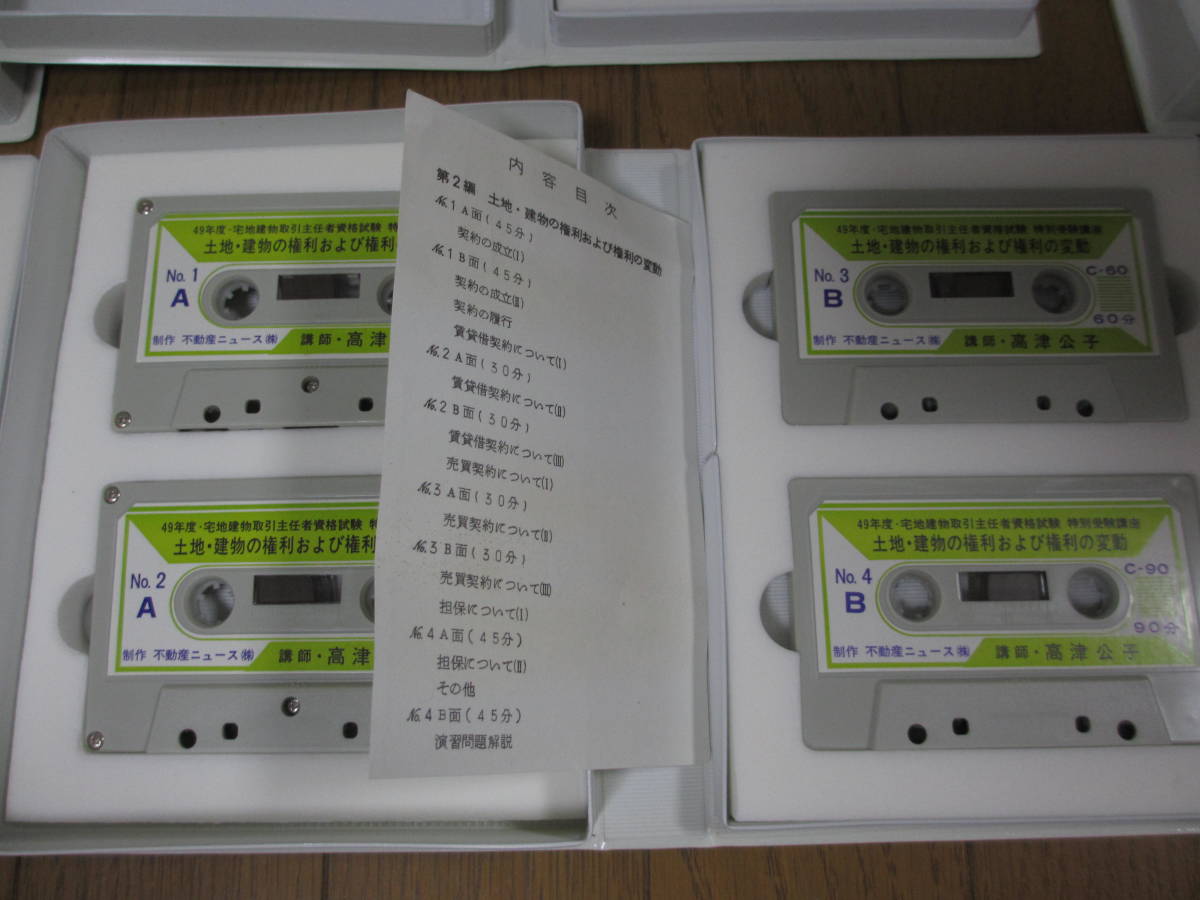 49年度・宅地建物取引主任者資格試験 特
土地・建物の権利および権利
No.1
A
制作 不動産ニュース㈱
講師・高津
49年度・宅地建物取引主任者資格試験 特
土地・建物の権利および権利
No.2
A
制作 不動産ニュース㈱
講師・高津
内容目次
第2編 土地・建物の権利および権利の変動
№1A面(45分)
契約の成立(Ⅰ)
№1B面(45分)
契約の成立(Ⅱ)
契約の履行
賃貸借契約について(Ⅰ)
№2A面(30分)
賃貸借契約について(Ⅱ)
№2B面(30分)
賃貸借契約について(Ⅲ)
売買契約について(Ⅰ)
№3A面(30分)
売買契約について(Ⅱ)
№3B面(30分)
売買契約について(Ⅲ)
担保について(Ⅰ)
№4A面(45分)
担保について(Ⅱ)
その他
№4B面(45分)
演習問題解説
49年度・宅地建物取引主任者資格試験 特別受験講座
土地・建物の権利および権利の変動
No.3
B
C-60
60分
制作 不動産ニュース㈱
講師・高津公子
49年度・宅地建物取引主任者資格試験 特別受験講座
土地・建物の権利および権利の変動
No.4
B
C-90
90分
制作 不動産ニュース㈱
講師・高津公子